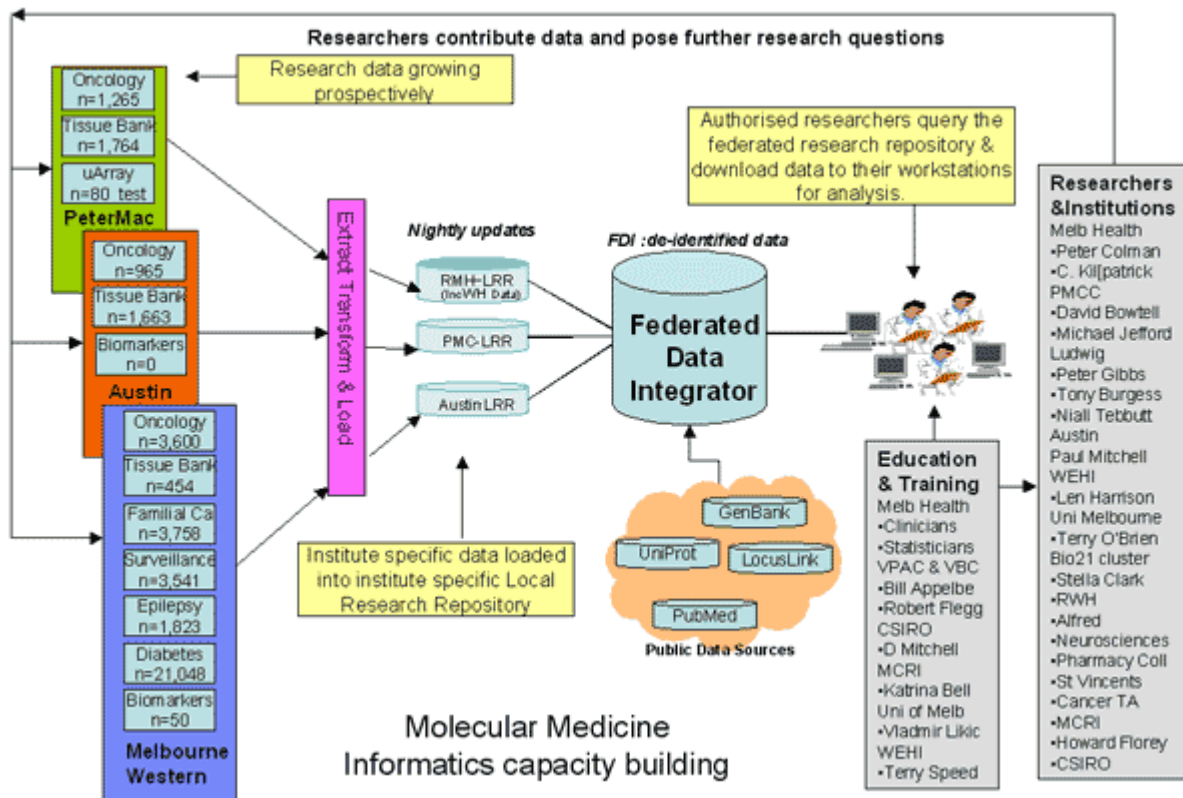 Researchers contribute data and pose further research questions
Research data growing
prospectively
Oncology
n=1,265
Tissue Bank
n=1,764
uArray
n=80 test
PeterMac
Oncology
n=965
Tissue Bank
n=1,663
Biomarkers
n=0
Austin
Oncology
n=3,600
Tissue Bank
n=454
Familial Ca
n=3,758
Surveillance
n=3,541
Epilepsy
n=1,823
Diabetes
n=21,048
Biomarkers
n=50
Melbourne
Western
Extract Transform & Load
Nightly updates
RMH-LRR
(IncWH Data)
PMC-LRR
Austin LRR
Institute specific data loaded
into institute specific Local
Research Repository
FDI :de-identified data
Federated
Data
Integrator
GenBank
UniProt
LocusLink
PubMed
Public Data Sources
Authorised researchers query the
federated research repository &
download data to their workstations
for analysis.
Education
& Training
Melb Health
•Clinicians
•Statisticians
VPAC & VBC
•Bill Appelbe
•Robert Flegg
CSIRO
•D Mitchell
MCRI
•Katrina Bell
Uni of Melb
•Vladmir Likic
WEHI
•Terry Speed
Researchers
&Institutions
Melb Health
•Peter Colman
•C. Kil[patrick
PMCC
•David Bowtell
•Michael Jefford
Ludwig
•Peter Gibbs
•Tony Burgess
•Niall Tebbutt
Austin
Paul Mitchell
WEHI
•Len Harrison
Uni Melbourne
•Terry O'Brien
Bio21 cluster
•Stella Clark
•RWH
•Alfred
•Neurosciences
•Pharmacy Coll
•St Vincents
•Cancer TA
•MCRI
•Howard Florey
•CSIRO
Molecular Medicine
Informatics capacity building